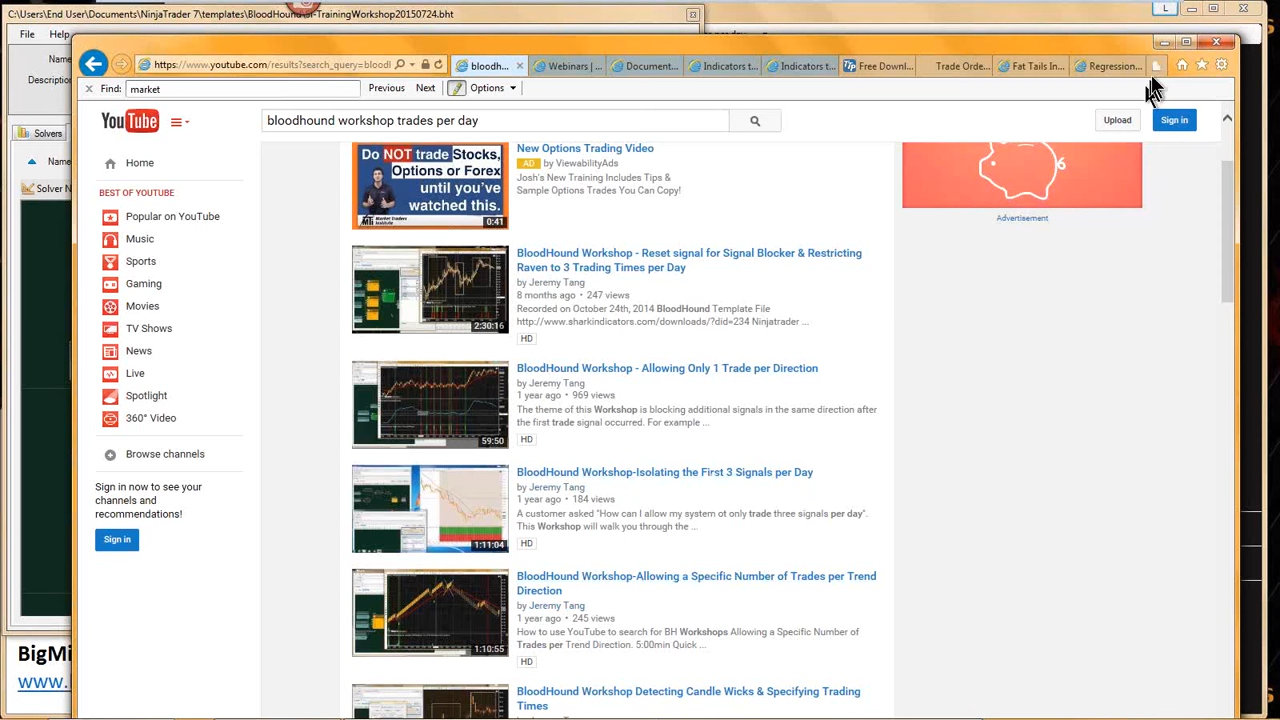 C:\Users\End User\Documents\NinjaTrader 7\templates\BloodHound\
TrainingWorkshop20150724.bht
File Help
Name
Description
Solvers
Name
Solver N
BigMi
www.
https://www.youtube.com/results?search_query=bloodl
bloodh...
Webinars | ...
Document...
Indicators t...
Indicators t...
Free Downl...
Trade Orde...
Fat Tails In...
Regression...
L
Find: market
Previous Next Options
YouTube
bloodhound workshop trades per day
Upload
Sign in
Home
BEST OF YOUTUBE
Popular on YouTube
Music
Sports
Gaming
Movies
TV Shows
News
Live
Spotlight
360° Video
Browse channels
Sign in now to see your
channels and
recommendations!
Sign in
Do NOT trade Stocks,
Options or Forex
until you've
watched this.
Market Traders
Institute
0:41
New Options Trading Video
AD by ViewabilityAds
Josh's New Training Includes Tips &
Sample Options Trades You Can Copy!
Advertisement
2:30:16
BloodHound Workshop - Reset signal for Signal Blocker & Restricting
Raven to 3 Trading Times per Day
by Jeremy Tang
8 months ago • 247 views
Recorded on October 24th, 2014 BloodHound Template File
http://www.sharkindicators.com/downloads/?did=234 Ninjatrader ...
HD
59:50
BloodHound Workshop - Allowing Only 1 Trade per Direction
by Jeremy Tang
1 year ago • 969 views
The theme of this Workshop is blocking additional signals in the same direction after
the first trade signal occurred. For example ...
HD
1:11:04
BloodHound Workshop-Isolating the First 3 Signals per Day
by Jeremy Tang
1 year ago • 184 views
A customer asked "How can I allow my system ot only trade three signals per day".
This Workshop will walk you through the ...
HD
1:10:55
BloodHound Workshop-Allowing a Specific Number of Trades per Trend
Direction
by Jeremy Tang
1 year ago • 245 views
How to use YouTube to search for BH Workshops Allowing a Specific Number of
Trades per Trend Direction. 5:00min Quick ...
HD
BloodHound Workshop Detecting Candle Wicks & Specifying Trading
Times